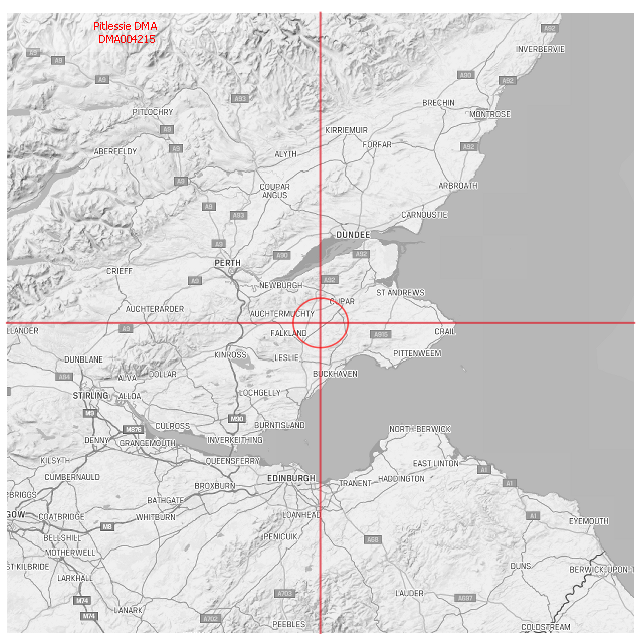 Pitlessie DMA
DMA004215
A92
INVERBERVIE
A9
A9
A9
A90
A92
A93
BRECHIN
PITLOCHRY
MONTROSE
A9
KIRRIEMUIR
FORFAR
A9
A92
ABERFELDY
ALYTH
A9
COUPAR
ANGUS
ARBROATH
A9
A93
CARNOUSTIE
DUNDEE
A9
A90
A92
PERTH
CRIEFF
A9
A92
NEWBURGH
ST ANDREWS
CUPAR
AUCHTERARDER
AUCHTERMUCHTY
LLANDER
A9
FALKLAND
A915
CRAIL
DUNBLANE
KINROSS
LESLIE
PITTENWEEM
A84
ALVA
DOLLAR
BUCKHAVEN
STIRLING
ALLOA
LOCHGELLY
M9
M90
CULROSS
BURNTISLAND
M876
NORTH BERWICK
DENNY
GRANGEMOUTH
INVERKEITHING
KILSYTH
QUEENSFERRY
EAST LINTON
A1
CUMBERNAULD
EDINBURGH
HADDINGTON
BROXBURN
TRANENT
A1
BRIGGS
BATHGATE
GOW
COATBRIDGE
WHITBURN
LOANHEAD
A1
EYEMOUTH
M8
BELLSHILL
PENICUIK
A68
MOTHERWELL
ST KILBRIDE
DUNS
BERWICK-UPON-T
LARKHALL
A703
LAUDER
A697
M74
LANARK
M74
A702
PEEBLES
COLDSTREAM